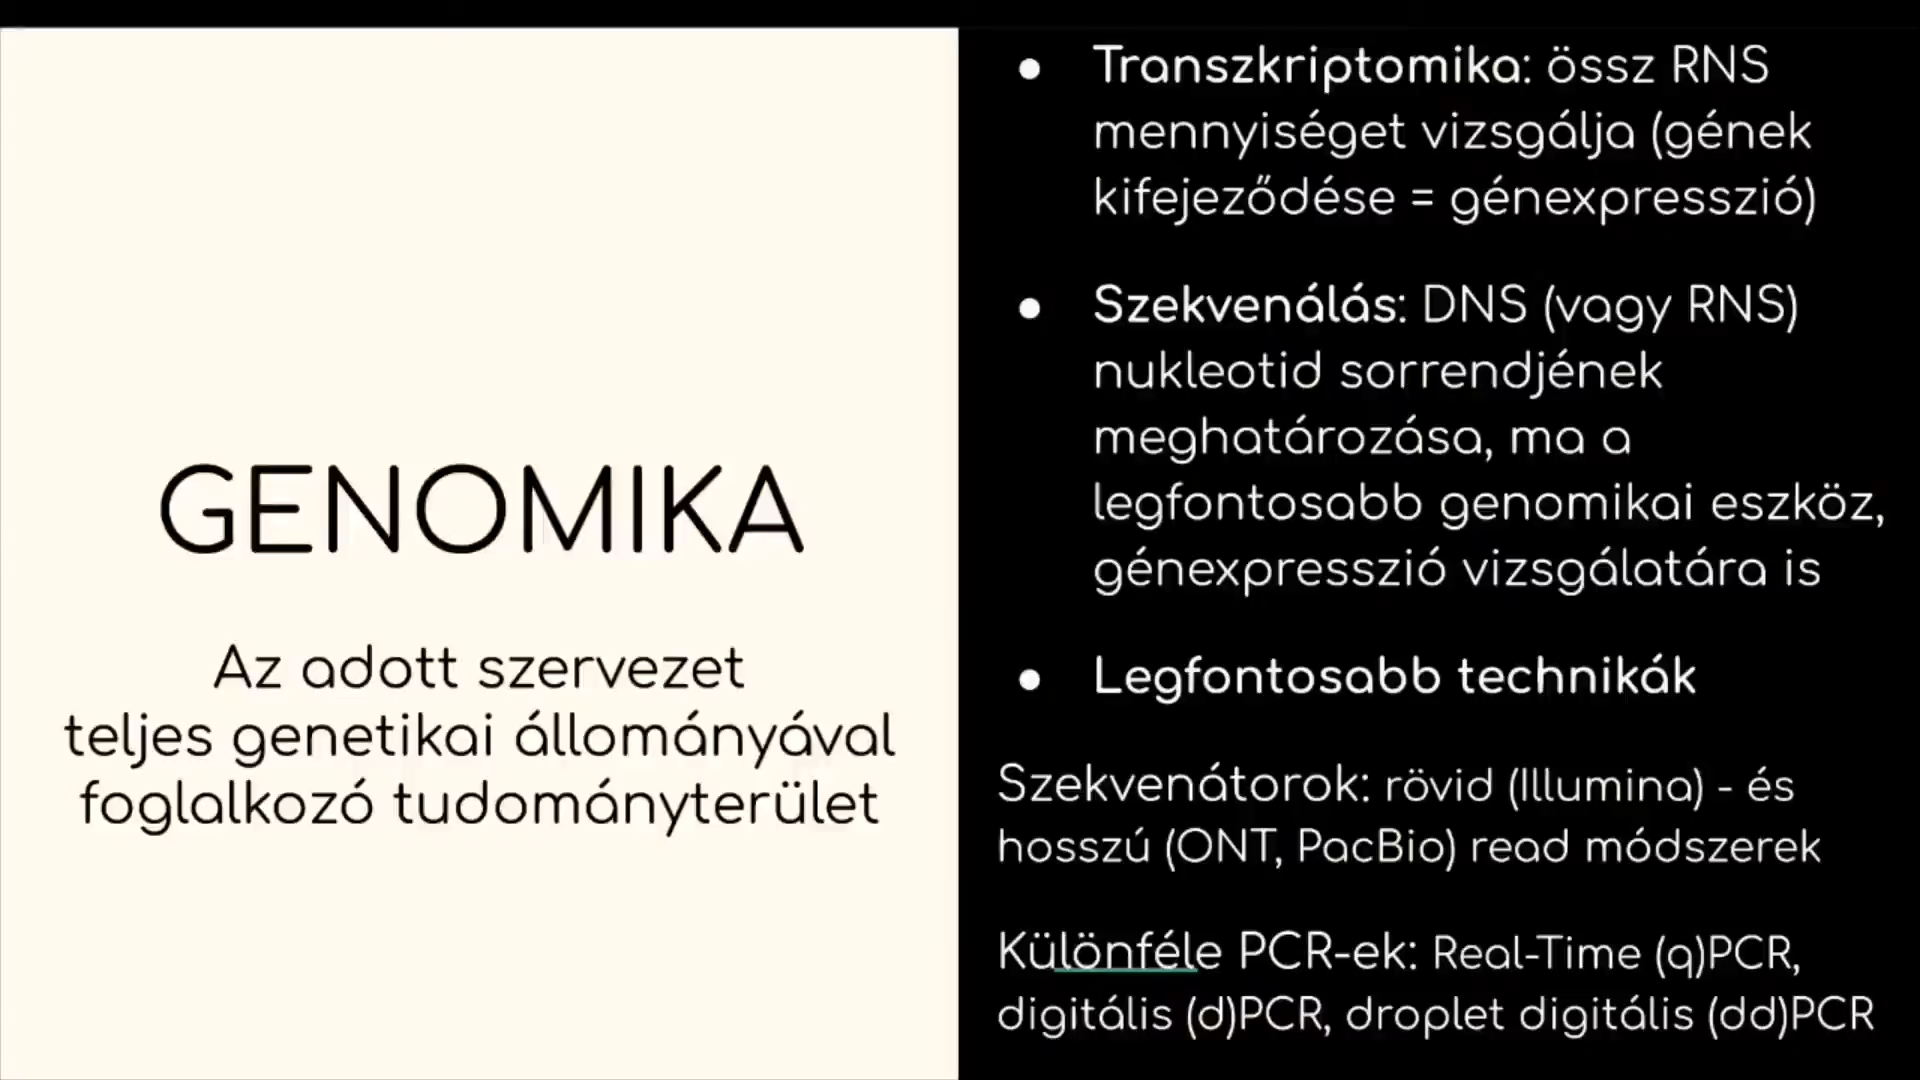 GENOMIKA
Az adott szervezet
teljes genetikai állományával
foglalkozó tudományterület
● Transzkriptomika: össz RNS
mennyiséget vizsgálja (gének
kifejeződése = génexpresszió)
● Szekvenálás: DNS (vagy RNS)
nukleotid sorrendjének
meghatározása, ma a
legfontosabb genomikai eszköz,
génexpresszió vizsgálatára is
● Legfontosabb technikák
Szekvenátorok: rövid (Illumina) - és
hosszú (ONT, PacBio) read módszerek
Különféle PCR-ek: Real-Time (q)PCR,
digitális (d)PCR, droplet digitális (dd)PCR